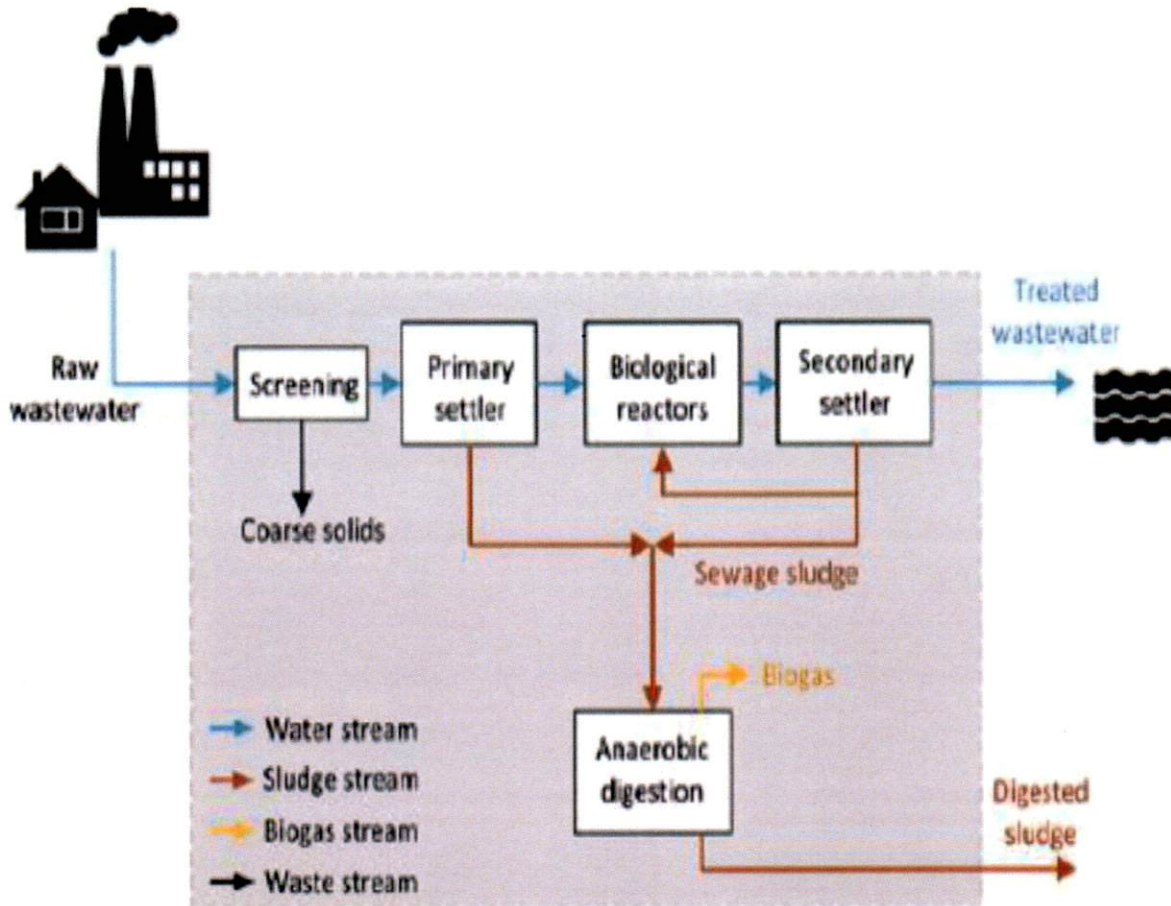 Raw
wastewater
Screening
Primary
settler
Biological
reactors
Secondary
settler
Treated
wastewater
Coarse solids
Sewage sludge
Biogas
Anaerobic
digestion
Digested
sludge
Water stream
Sludge stream
Biogas stream
Waste stream